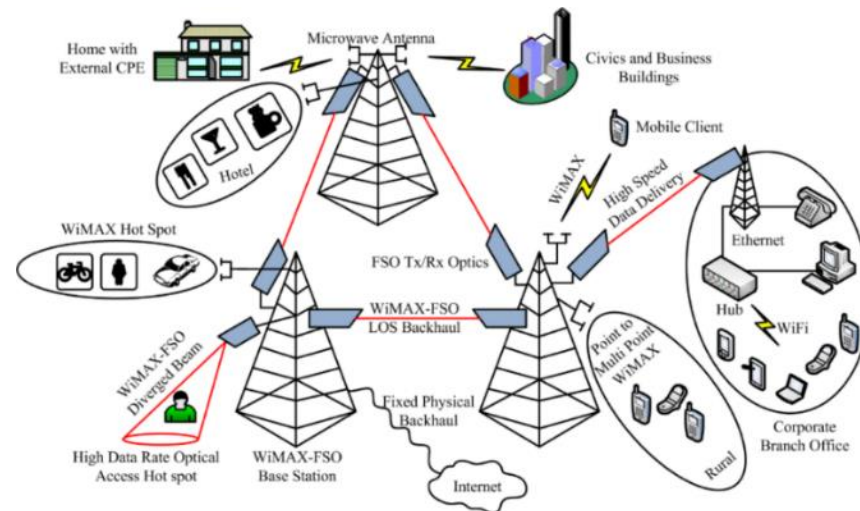 Home with
External CPE
Microwave Antenna
Civics and Business
Buildings
Mobile Client
Hotel
WiMAX
High Speed
Data Delivery
WiMAX Hot Spot
FSO Tx/Rx Optics
Ethernet
Hub
WiFi
WiMAX-FSO
LOS Backhaul
WiMAX-FSO
Diverged Beam
Point to
Multi Point
WiMAX
Fixed Physical
Backhaul
Rural
Corporate
Branch Office
High Data Rate Optical
Access Hot spot
WiMAX-FSO
Base Station
Internet